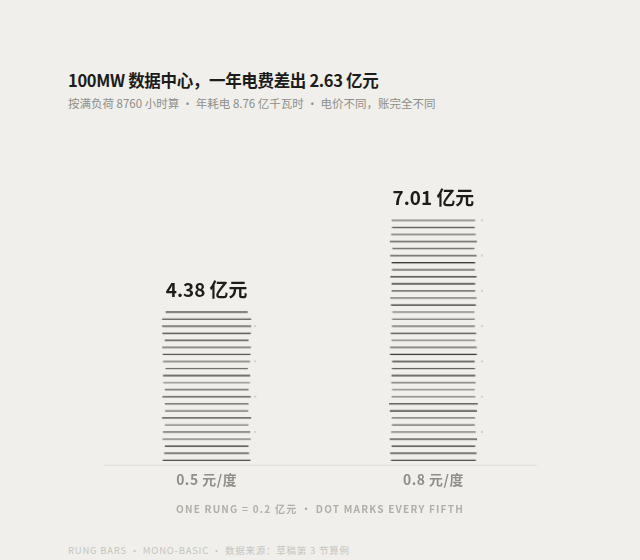 100MW 数据中心，一年电费差出 2.63 亿元
按满负荷 8760 小时算 · 年耗电 8.76 亿千瓦时 · 电价不同，账完全不同
7.01 亿元
4.38 亿元
0.5 元/度
0.8 元/度
ONE RUNG = 0.2 亿元 · DOT MARKS EVERY FIFTH
RUNG BARS · MONO-BASIC · 数据来源：草稿第 3 节算例